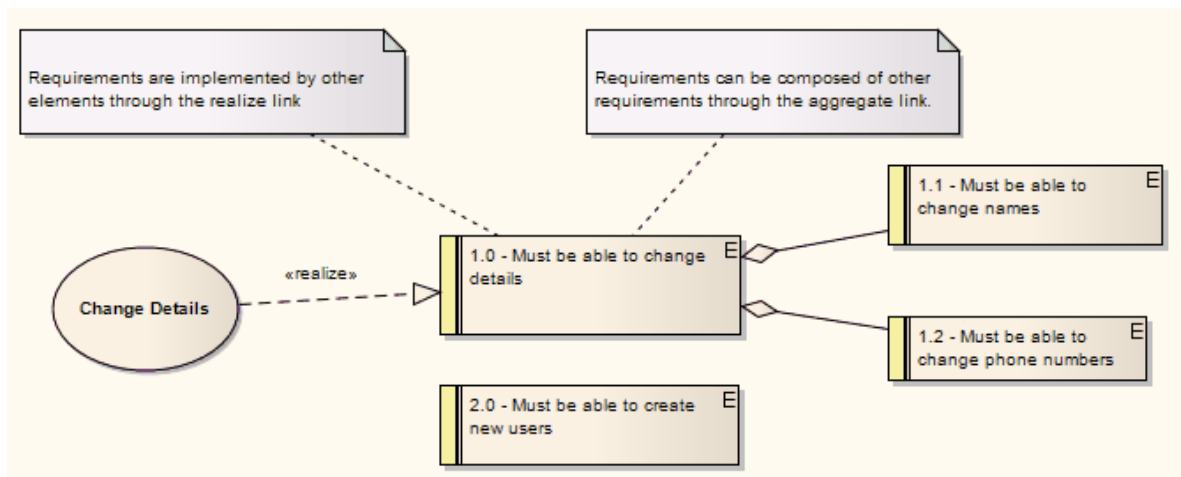 Requirements are implemented by other
elements through the realize link
Requirements can be composed of other
requirements through the aggregate link.
1.1 - Must be able to
change names
E
1.0 - Must be able to change
details
E
«realize»
Change Details
1.2 - Must be able to
change phone numbers
E
2.0 - Must be able to create
new users
E